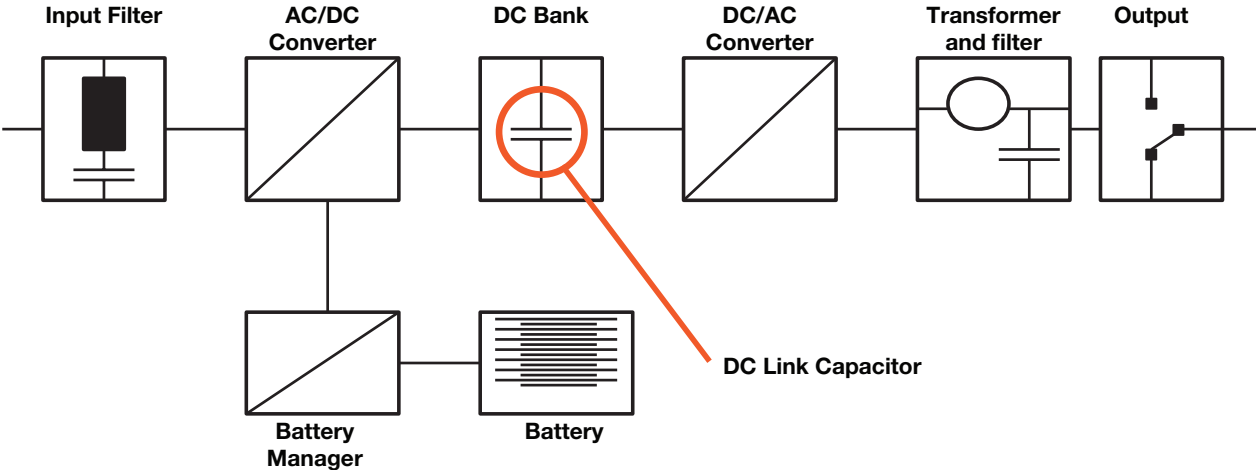 Input Filter
AC/DC
Converter
DC Bank
DC/AC
Converter
Transformer
and filter
Output
DC Link Capacitor
Battery
Manager
Battery